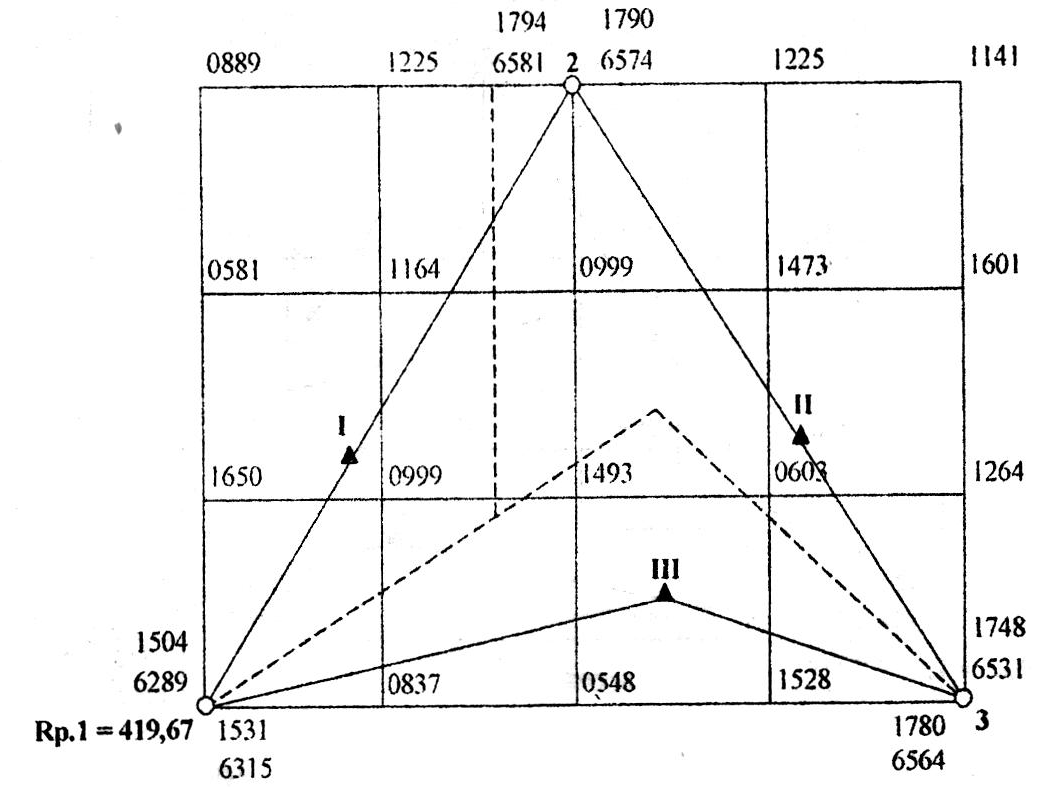 1794 1790
0889 1225 6581 2 6574 1225 1141
0581 1164 0999 1473 1601
I II
1650 0999 1493 0603 1264
III
1504 1748
6289 0837 0548 1528 6531
Rp.1 = 419,67 1531 1780 3
6315 6564